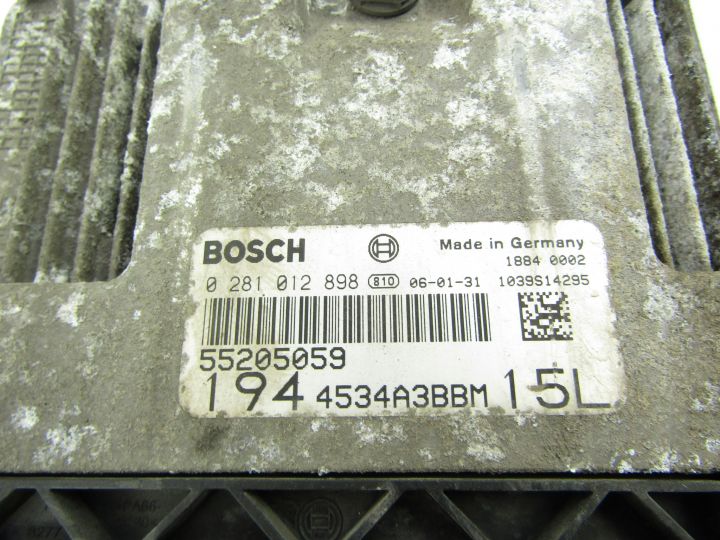 BOSCH Made in Germany
1884 0002
0 281 012 898 810 06-01-31 1039S14295
55205059
194 4534A3BBM 15L